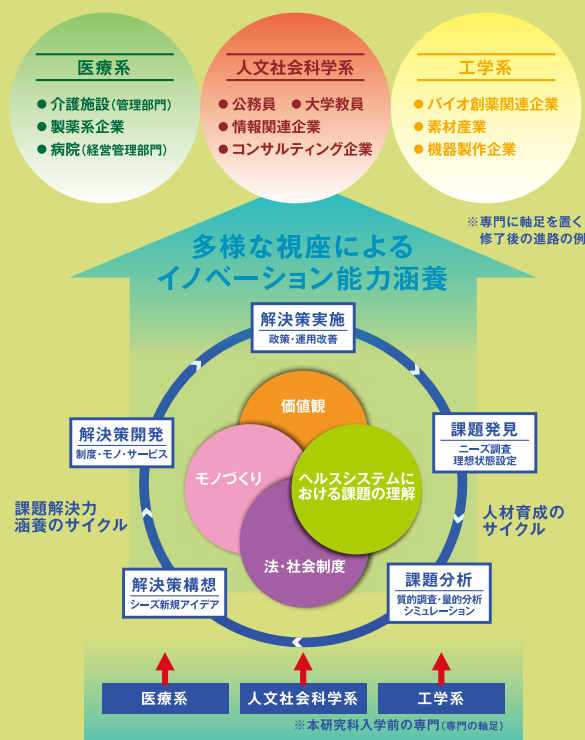 医療系
● 介護施設(管理部門)
● 製薬系企業
● 病院(経営管理部門)
人文社会科学系
● 公務員 ● 大学教員
● 情報関連企業
● コンサルティング企業
工学系
● バイオ創薬関連企業
● 素材産業
● 機器製作企業
※専門に軸足を置く
修了後の進路の例
多様な視座による
イノベーション能力涵養
解決策実施
政策・運用改善
課題発見
ニーズ調査
理想状態設定
課題分析
質的調査・量的分析
シミュレーション
解決策構想
シーズ新規アイデア
解決策開発
制度・モノ・サービス
価値観
モノづくり
ヘルスシステムに
おける課題の理解
法・社会制度
課題解決力
涵養のサイクル
人材育成の
サイクル
医療系
人文社会科学系
工学系
※本研究科入学前の専門(専門の軸足)